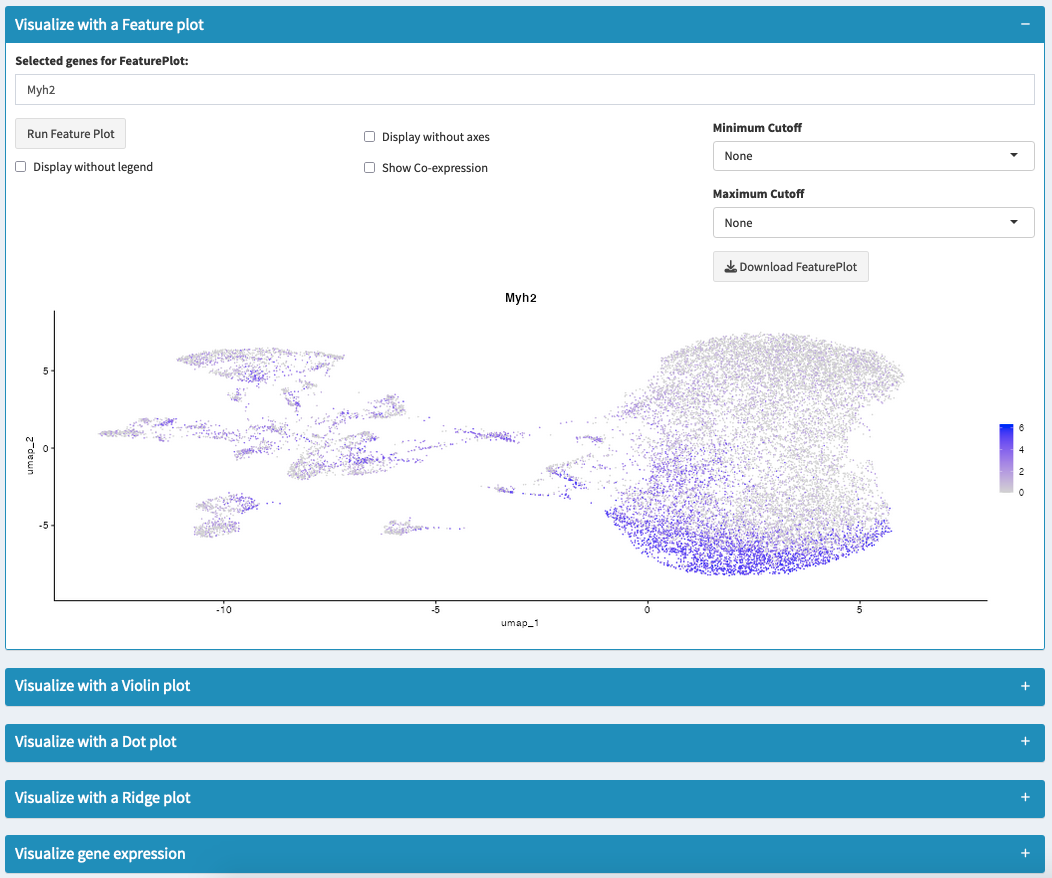 Visualize with a Feature plot
Selected genes for FeaturePlot:
Myh2
Run Feature Plot
Display without legend
Display without axes
Show Co-expression
Minimum Cutoff
None
Maximum Cutoff
None
Download FeaturePlot
Myh2
5
0
-5
umap_2
-10
-5
0
5
umap_1
6
4
2
0
Visualize with a Violin plot
Visualize with a Dot plot
Visualize with a Ridge plot
Visualize gene expression